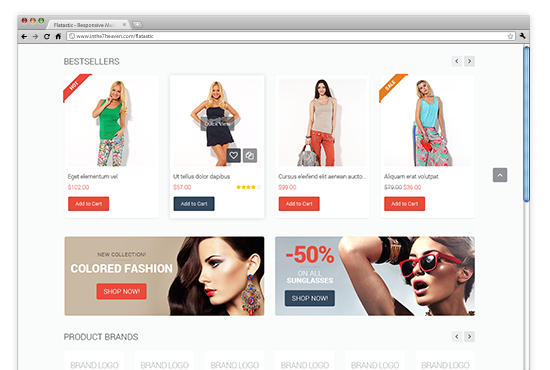 Flatastic - Responsive Mul
www.inthe7heaven.com/flatastic
BESTSELLERS
HOT
SALE
Quick View
Eget elementum vel
$102.00
Add to Cart
Ut tellus dolor dapibus
$57.00
Add to Cart
Cursus eleifend elit aenean aucto...
$99.00
Add to Cart
Aliquam erat volutpat
$79.00 $36.00
Add to Cart
NEW COLLECTION!
COLORED FASHION
SHOP NOW!
-50%
ON ALL
SUNGLASSES
SHOP NOW!
PRODUCT BRANDS
BRAND LOGO
BRAND LOGO
BRAND LOGO
BRAND LOGO
BRAND LOGO
BRAND LOGO